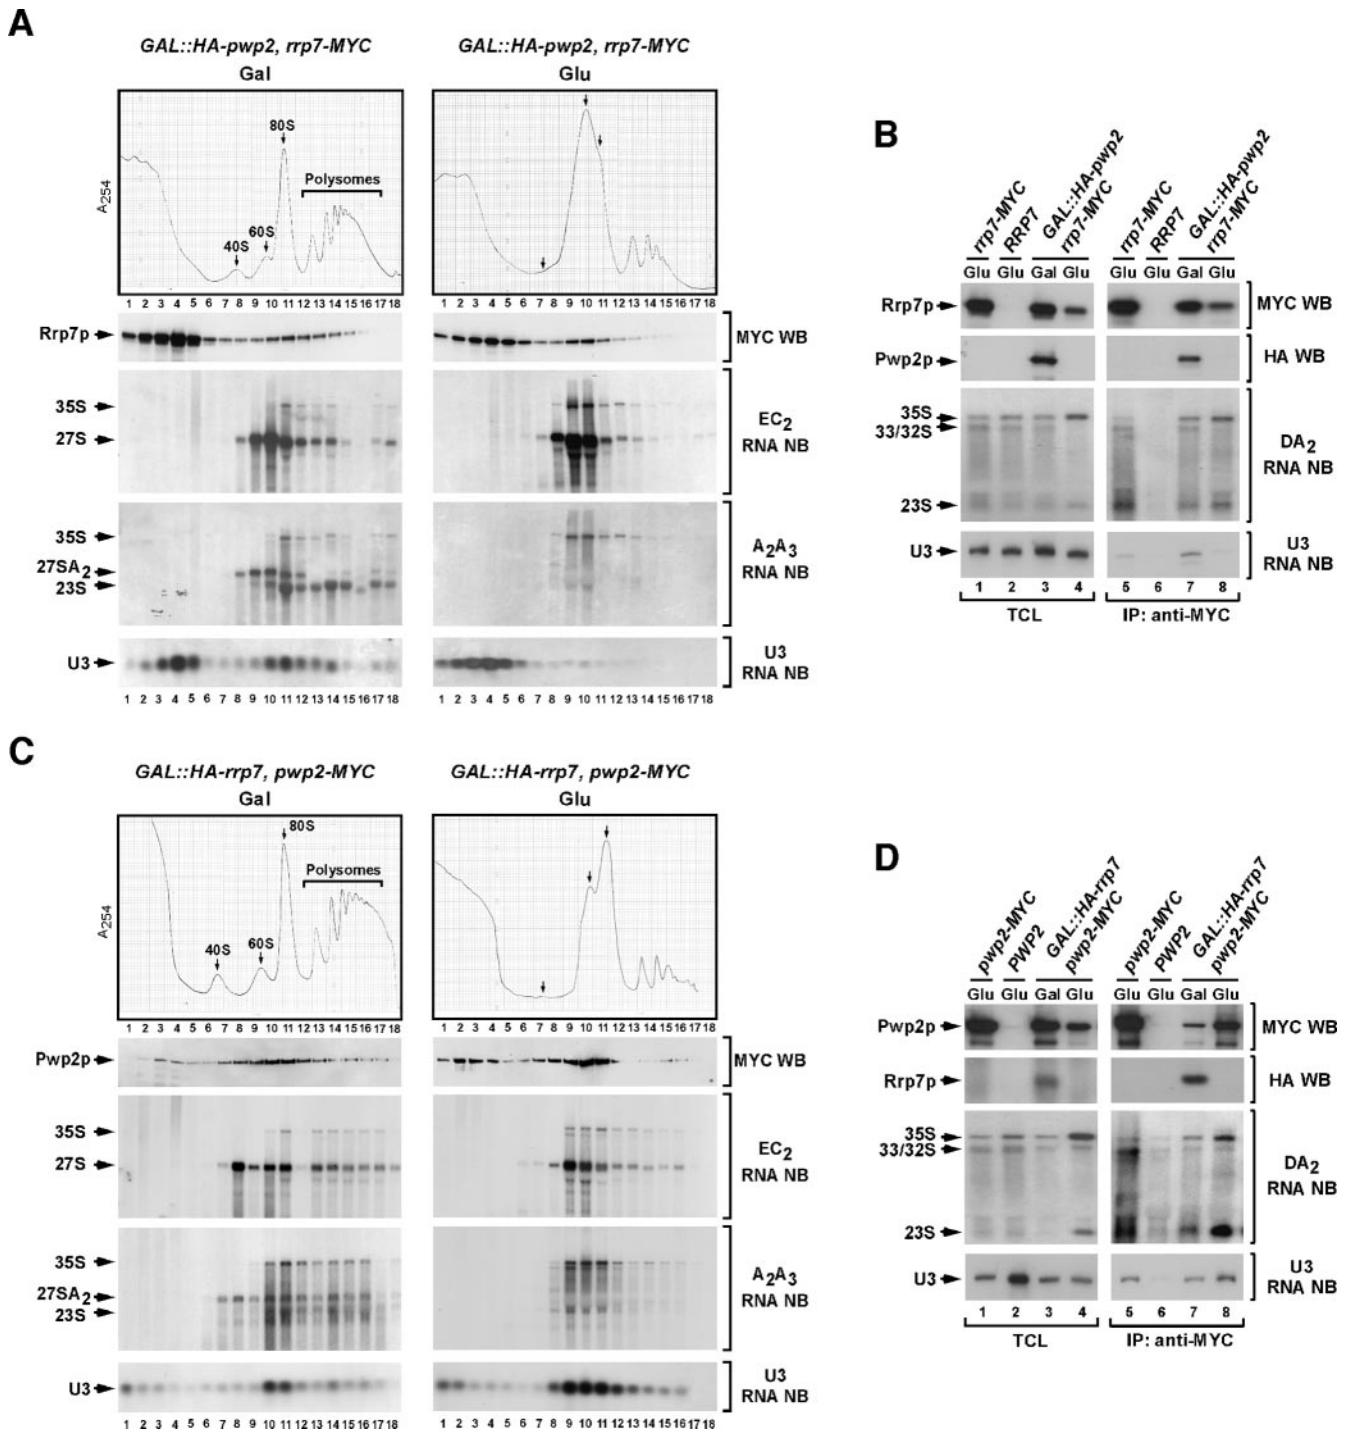 A
GAL::HA-pwp2, rrp7-MYC
Gal
GAL::HA-pwp2, rrp7-MYC
Glu
A254
40S
60S
80S
Polysomes
1 2 3 4 5 6 7 8 9 10 11 12 13 14 15 16 17 18
1 2 3 4 5 6 7 8 9 10 11 12 13 14 15 16 17 18
Rrp7p
MYC WB
35S
27S
EC2
RNA NB
35S
27SA2
23S
A2A3
RNA NB
U3
U3
RNA NB
1 2 3 4 5 6 7 8 9 10 11 12 13 14 15 16 17 18
1 2 3 4 5 6 7 8 9 10 11 12 13 14 15 16 17 18
B
rrp7-MYC
RRP7
GAL::HA-pwp2
rrp7-MYC
rrp7-MYC
RRP7
GAL::HA-pwp2
rrp7-MYC
Glu Glu Gal Glu
Glu Glu Gal Glu
Rrp7p
MYC WB
Pwp2p
HA WB
35S
33/32S
23S
DA2
RNA NB
U3
U3
RNA NB
1 2 3 4
5 6 7 8
TCL
IP: anti-MYC
C
GAL::HA-rrp7, pwp2-MYC
Gal
GAL::HA-rrp7, pwp2-MYC
Glu
A254
40S
60S
80S
Polysomes
1 2 3 4 5 6 7 8 9 10 11 12 13 14 15 16 17 18
1 2 3 4 5 6 7 8 9 10 11 12 13 14 15 16 17 18
Pwp2p
MYC WB
35S
27S
EC2
RNA NB
35S
27SA2
23S
A2A3
RNA NB
U3
U3
RNA NB
1 2 3 4 5 6 7 8 9 10 11 12 13 14 15 16 17 18
1 2 3 4 5 6 7 8 9 10 11 12 13 14 15 16 17 18
D
pwp2-MYC
PWP2
GAL::HA-rrp7
pwp2-MYC
pwp2-MYC
PWP2
GAL::HA-rrp7
pwp2-MYC
Glu Glu Gal Glu
Glu Glu Gal Glu
Pwp2p
MYC WB
Rrp7p
HA WB
35S
33/32S
23S
DA2
RNA NB
U3
U3
RNA NB
1 2 3 4
5 6 7 8
TCL
IP: anti-MYC